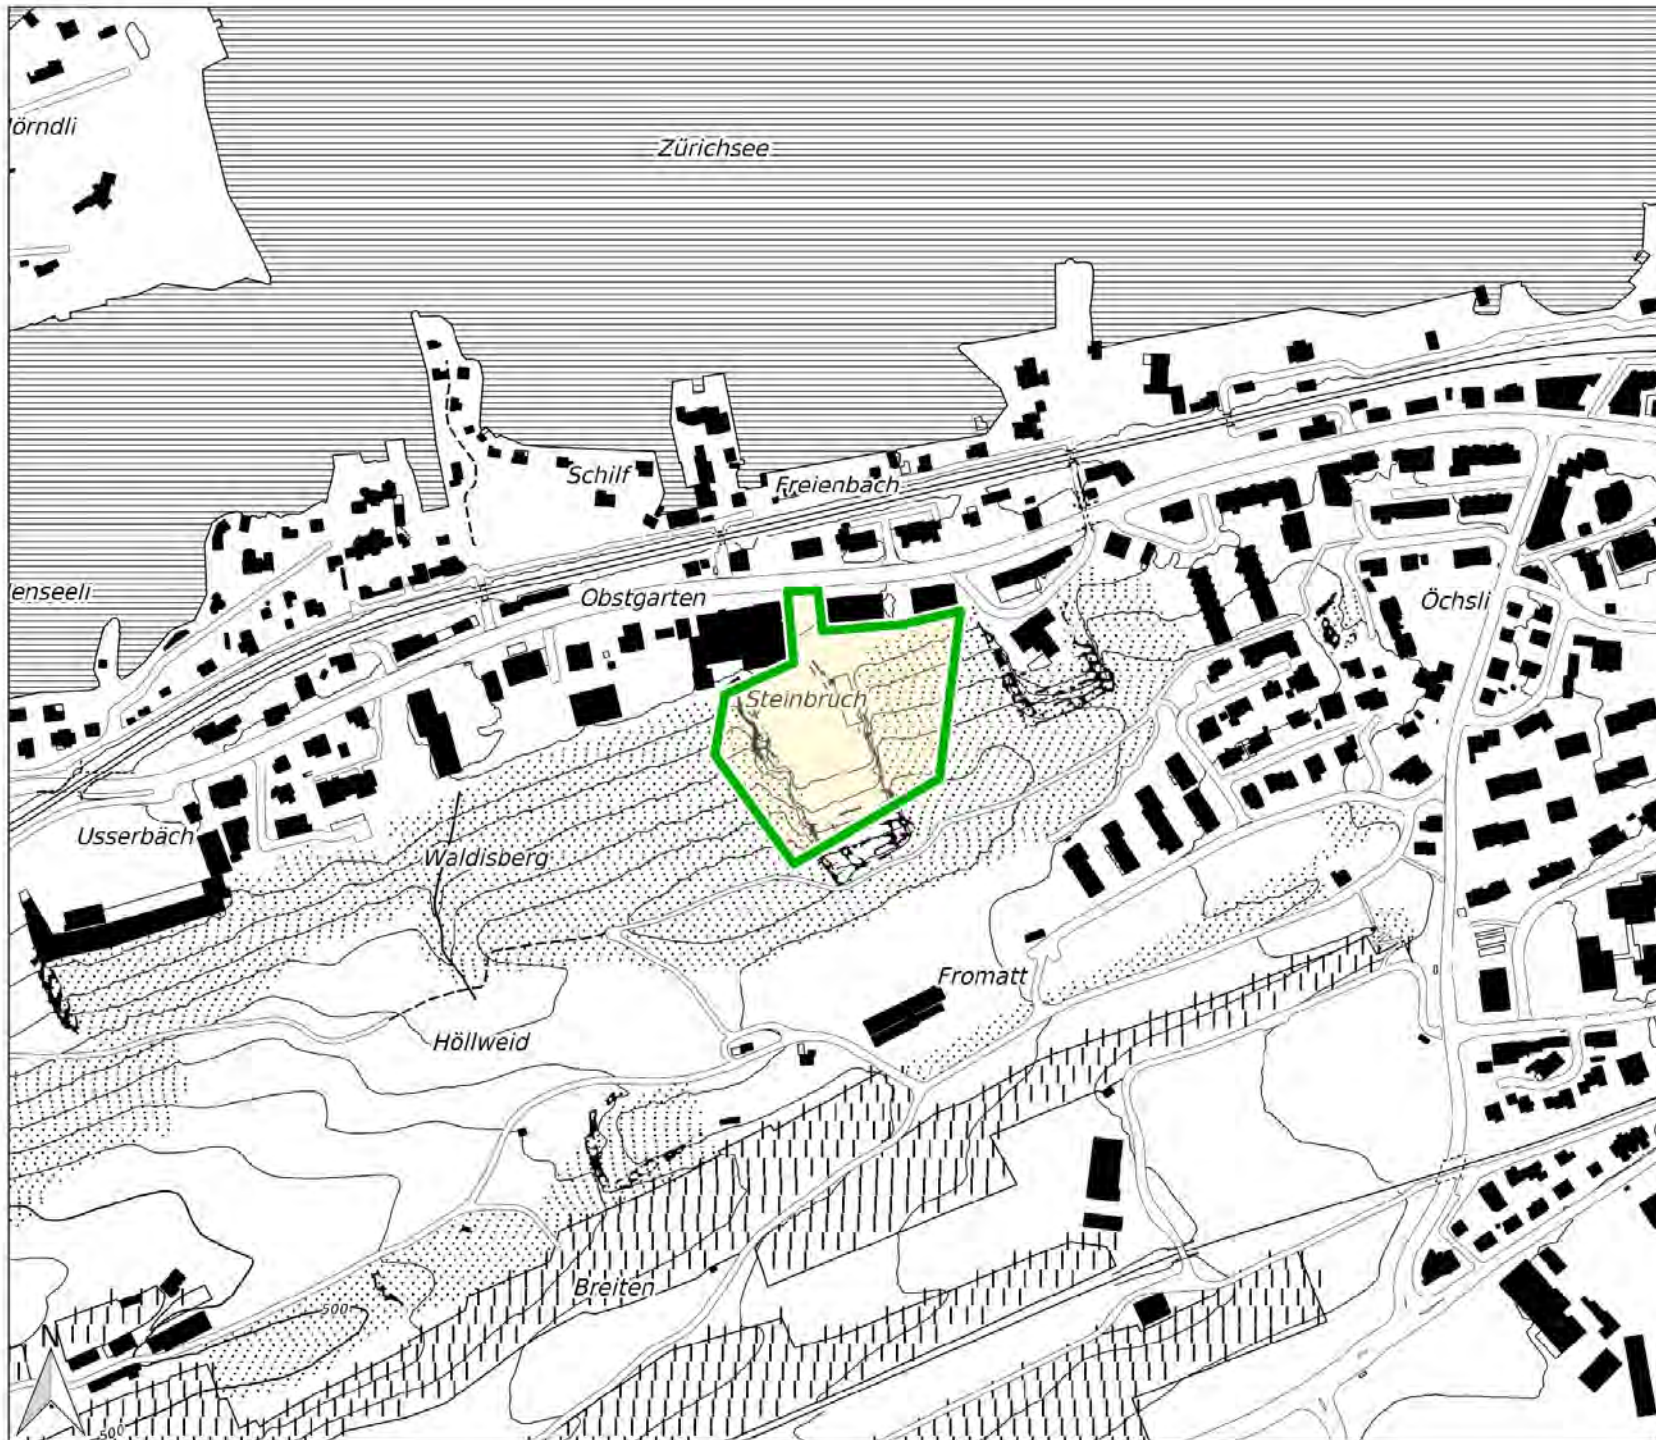 örndli
Zürichsee
Schilf
Freienbach
enseeli
Obstgarten
Öchsli
Steinbruch
Usserbäch
Waldisberg
Fromatt
Höllweid
Breiten
500
N
500